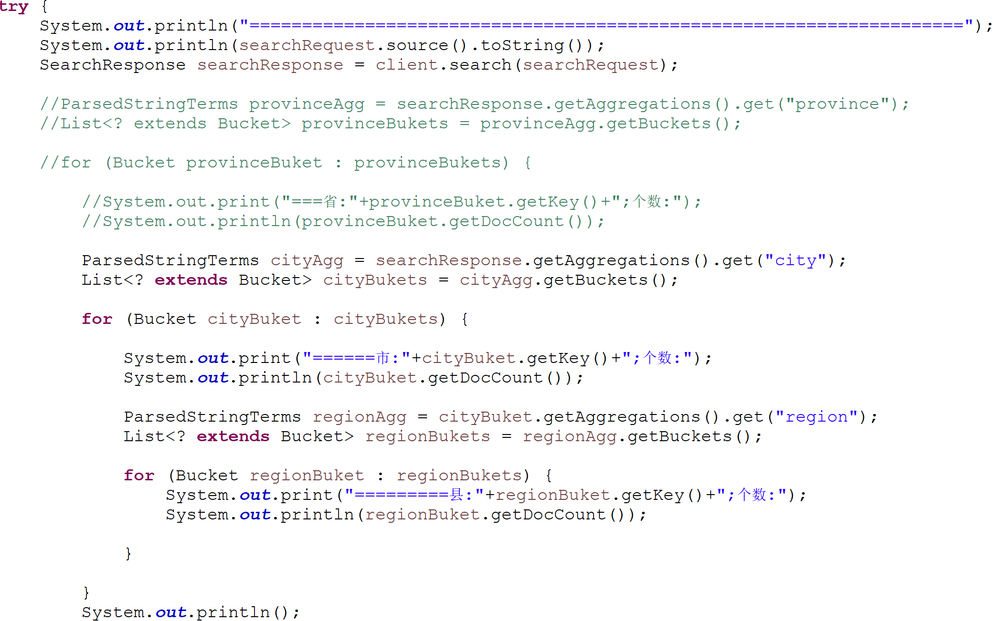 try {
System.out.println("====================================================================");
System.out.println(searchRequest.source().toString());
SearchResponse searchResponse = client.search(searchRequest);
//ParsedStringTerms provinceAgg = searchResponse.getAggregations().get("province");
//List<? extends Bucket> provinceBukets = provinceAgg.getBuckets();
//for (Bucket provinceBuket : provinceBukets) {
//System.out.print("===省:"+provinceBuket.getKey()+";个数:");
//System.out.println(provinceBuket.getDocCount());
ParsedStringTerms cityAgg = searchResponse.getAggregations().get("city");
List<? extends Bucket> cityBukets = cityAgg.getBuckets();
for (Bucket cityBuket : cityBukets) {
System.out.print("======市:"+cityBuket.getKey()+";个数:");
System.out.println(cityBuket.getDocCount());
ParsedStringTerms regionAgg = cityBuket.getAggregations().get("region");
List<? extends Bucket> regionBukets = regionAgg.getBuckets();
for (Bucket regionBuket : regionBukets) {
System.out.print("=========县:"+regionBuket.getKey()+";个数:");
System.out.println(regionBuket.getDocCount());
}
}
System.out.println();